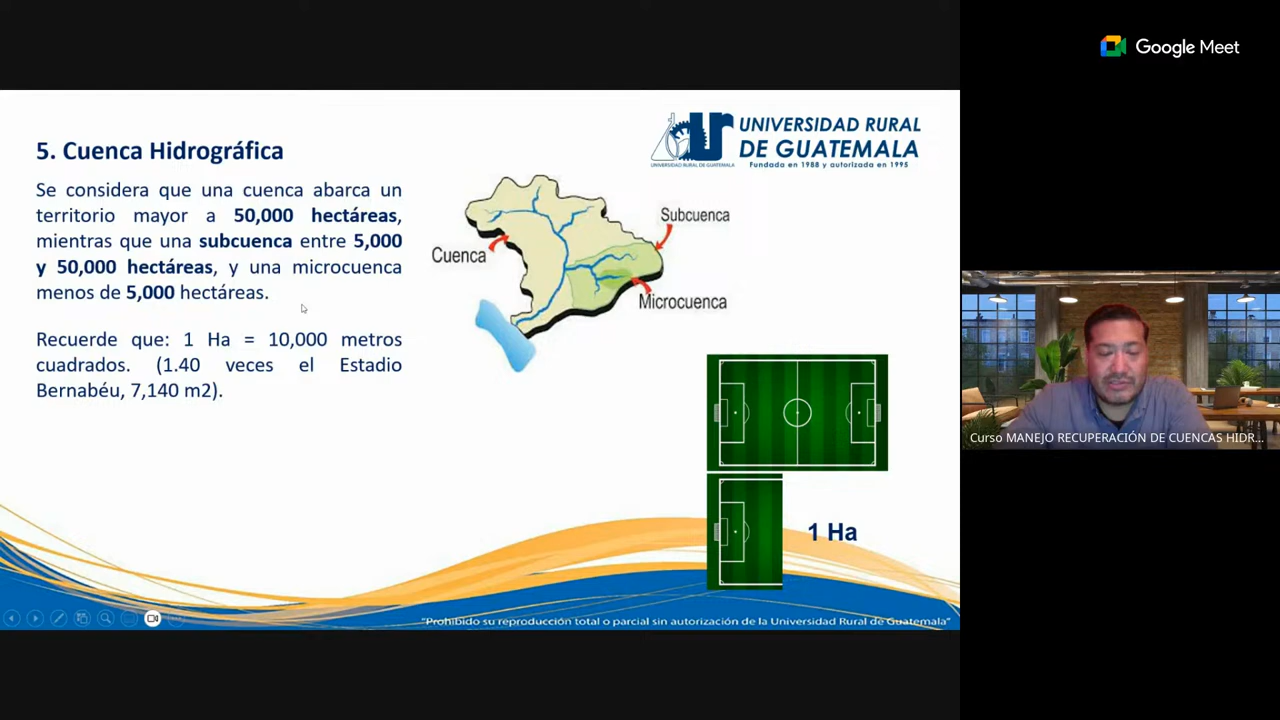 Google Meet
UNIVERSIDAD RURAL
DE GUATEMALA
UNIVERSIDAD RURAL DE GUATEMALA
Fundada en 1988 y autorizada en 1995
5. Cuenca Hidrográfica
Se considera que una cuenca abarca un
territorio mayor a 50,000 hectáreas,
mientras que una subcuenca entre 5,000
y 50,000 hectáreas, y una microcuenca
menos de 5,000 hectáreas.
Recuerde que: 1 Ha = 10,000 metros
cuadrados. (1.40 veces el Estadio
Bernabéu, 7,140 m2).
Subcuenca
Cuenca
Microcuenca
1 Ha
Curso MANEJO RECUPERACIÓN DE CUENCAS HIDR...
"Prohibido su reproducción total o parcial sin autorización de la Universidad Rural de Guatemala"